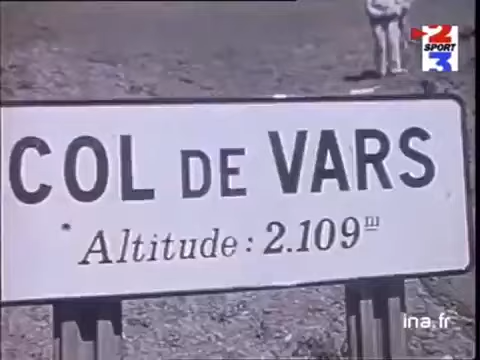 2
SPORT
3
COL DE VARS
Altitude : 2.109m
ina.fr